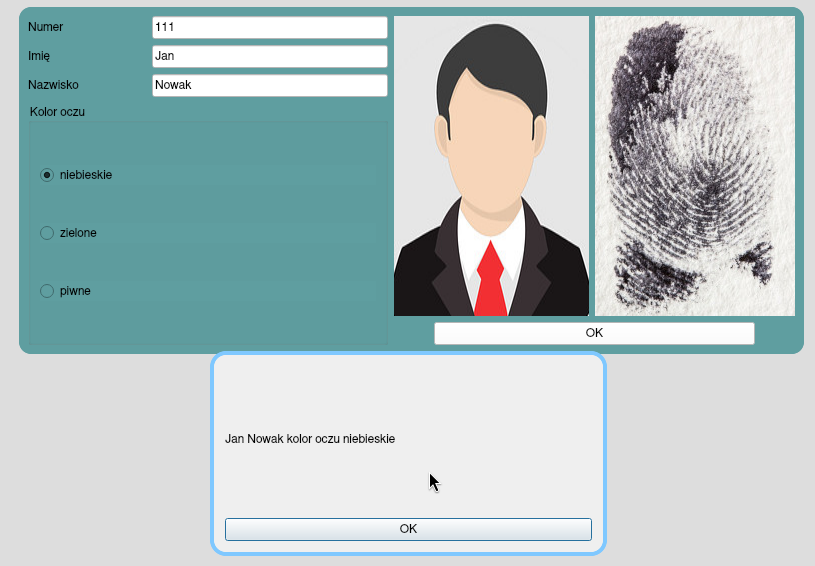 Numer 111
Imię Jan
Nazwisko Nowak
Kolor oczu
niebieskie
zielone
piwne
OK
Jan Nowak kolor oczu niebieskie
OK